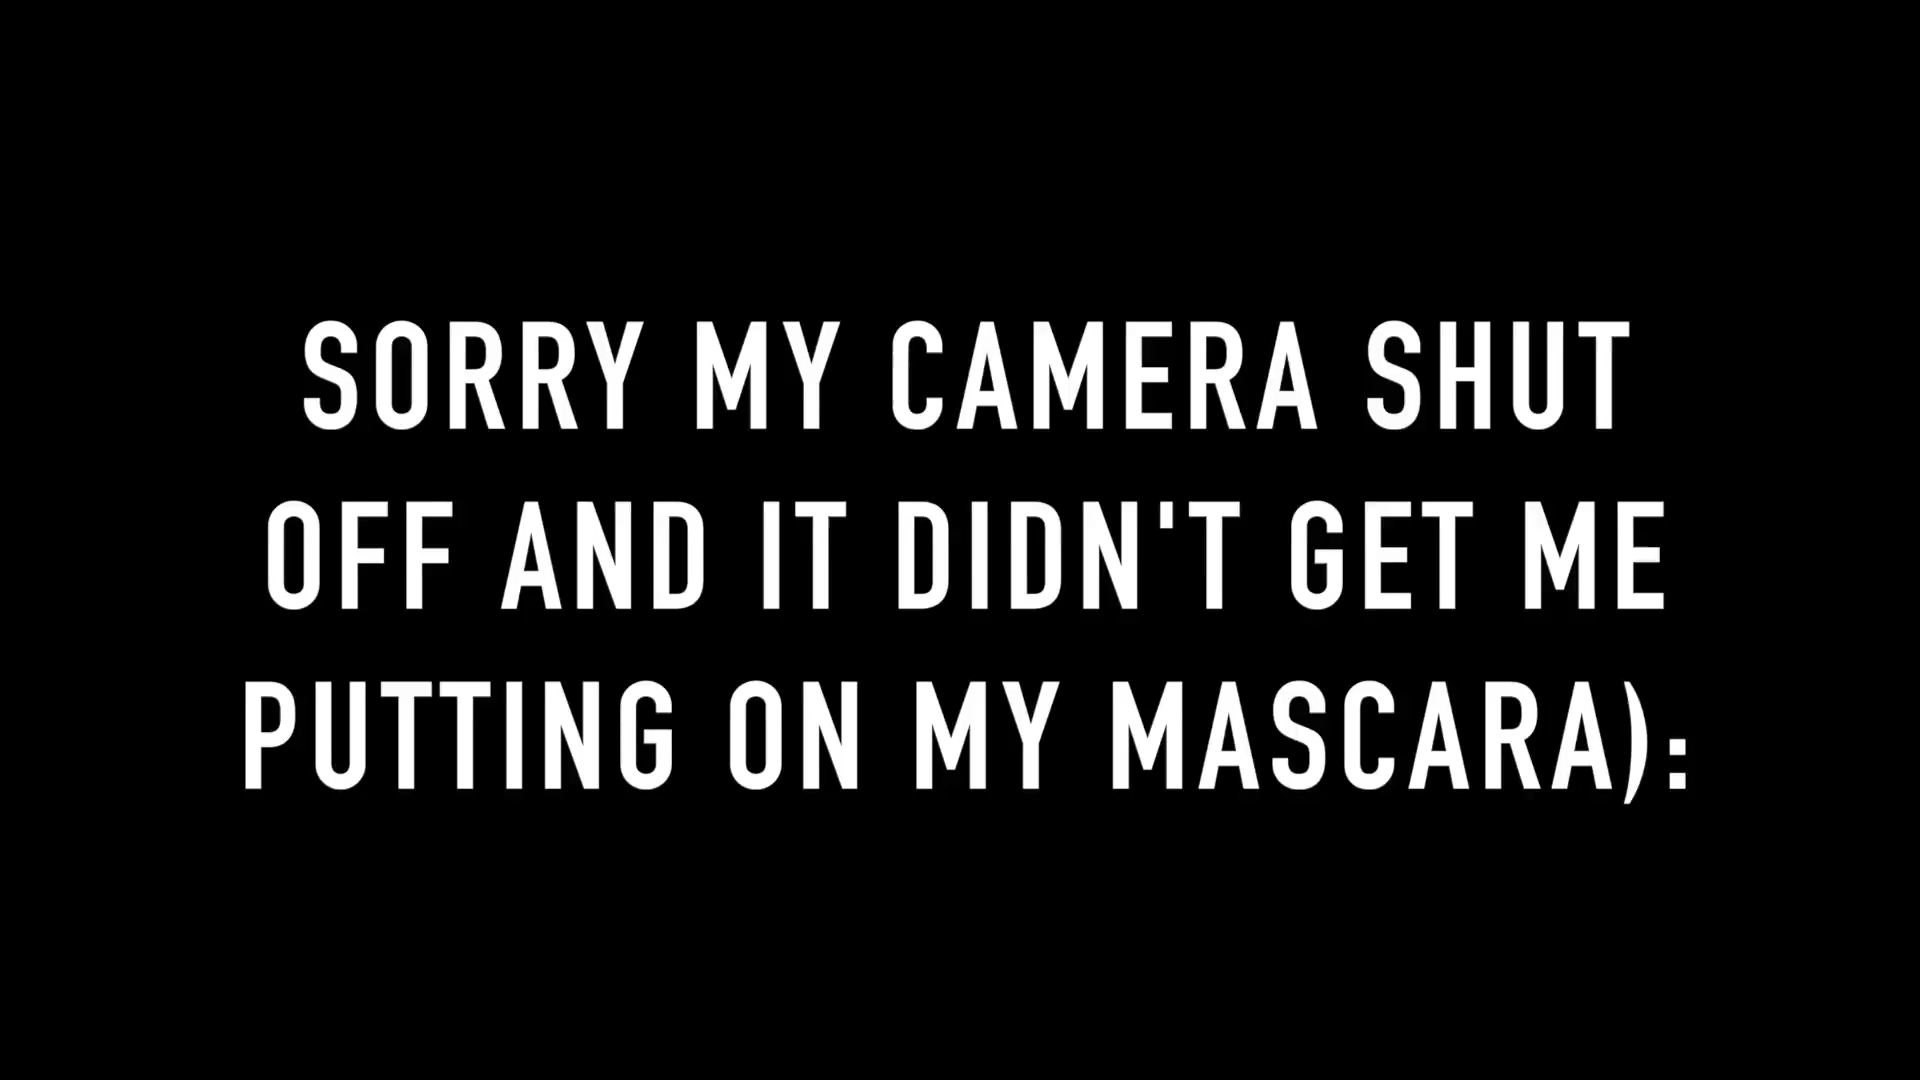 SORRY MY CAMERA SHUT
OFF AND IT DIDN'T GET ME
PUTTING ON MY MASCARA):